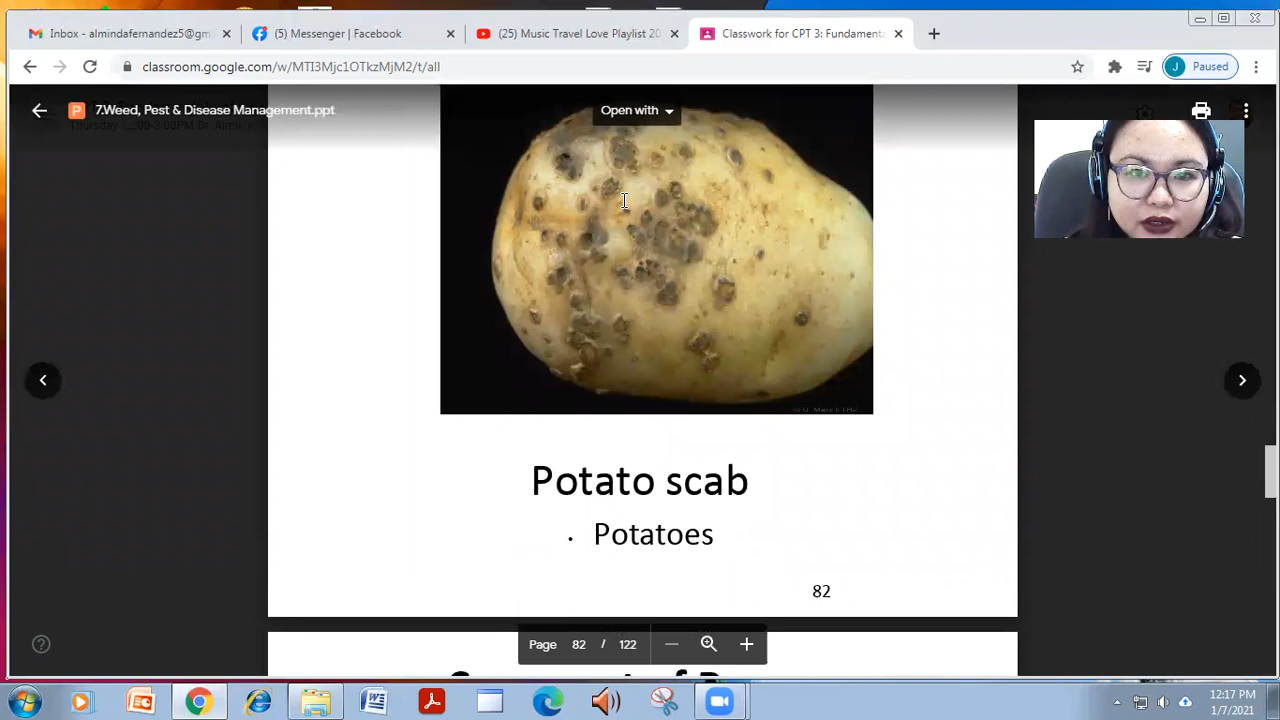 Inbox - almindafernandez5@gm
(5) Messenger | Facebook
(25) Music Travel Love Playlist 20
Classwork for CPT 3: Fundamenta
classroom.google.com/w/MTI3Mjc1OTkzMjM2/t/all
J Paused
7.Weed, Pest & Disease Management.ppt
Open with
Potato scab
• Potatoes
82
Page 82 / 122
12:17 PM
1/7/2021